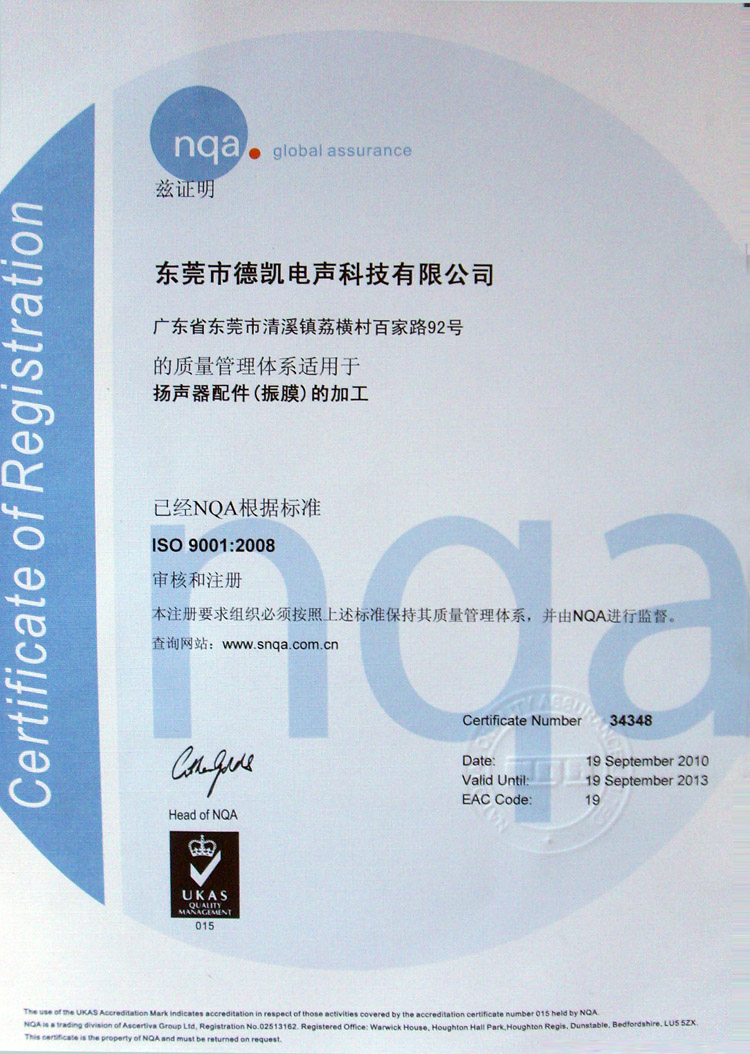 Certificate of Registration
nqa. global assurance
兹证明
东莞市德凯电声科技有限公司
广东省东莞市清溪镇荔横村百家路92号
的质量管理体系适用于
扬声器配件(振膜)的加工
已经NQA根据标准
ISO 9001:2008
审核和注册
本注册要求组织必须按照上述标准保持其质量管理体系，并由NQA进行监督。
查询网站：www.snqa.com.cn
nqa
Certificate Number 34348
Date: 19 September 2010
Valid Until: 19 September 2013
EAC Code: 19
Head of NQA
UKAS
QUALITY
MANAGEMENT
015
The use of the UKAS Accreditation Mark indicates accreditation in respect of those activities covered by the accreditation certificate number 015 held by NQA.
NQA is a trading division of Ascertiva Group Ltd, Registration No.02513162. Registered Office: Warwick House, Houghton Hall Park,Houghton Regis, Dunstable, Bedfordshire, LU5 5ZX.
This certificate is the property of NQA and must be returned on request.